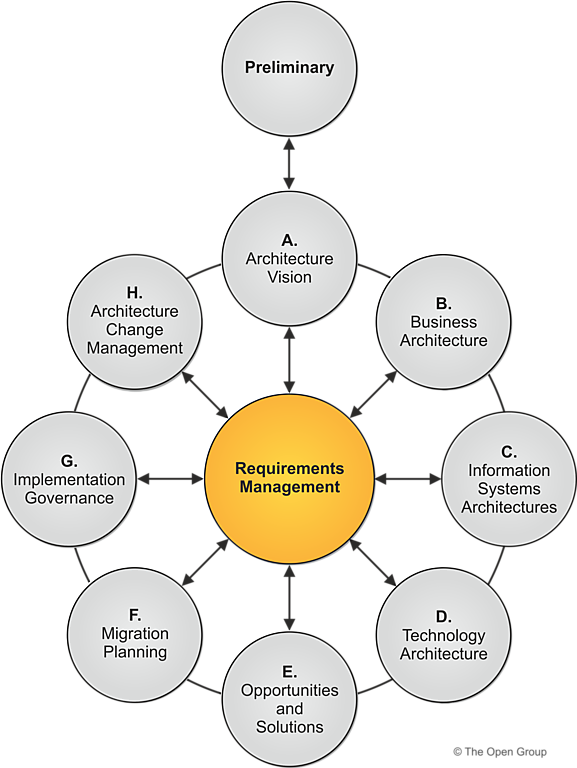 Preliminary
A.
Architecture
Vision
B.
Business
Architecture
C.
Information
Systems
Architectures
D.
Technology
Architecture
E.
Opportunities
and
Solutions
F.
Migration
Planning
G.
Implementation
Governance
H.
Architecture
Change
Management
Requirements
Management
© The Open Group